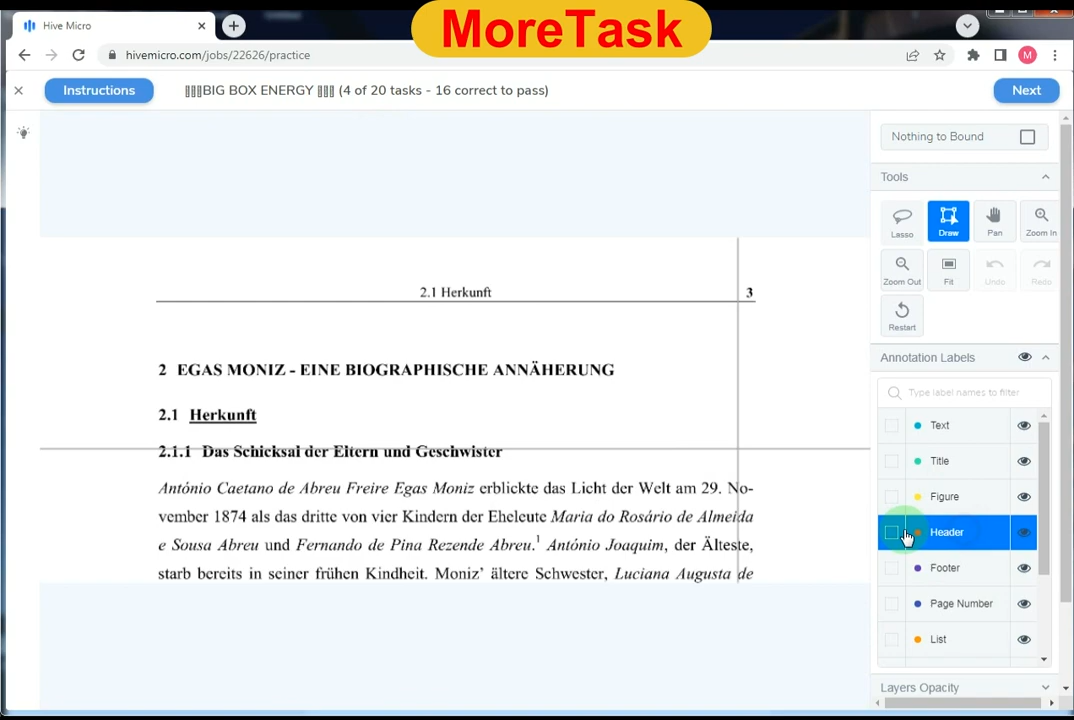 MoreTask
Hive Micro
hivemicro.com/jobs/22626/practice
M
Instructions
BIG BOX ENERGY (4 of 20 tasks - 16 correct to pass)
Next
Nothing to Bound
Tools
Lasso
Draw
Pan
Zoom In
Zoom Out
Fit
Undo
Redo
Restart
Annotation Labels
Type label names to filter
Text
Title
Figure
Header
Footer
Page Number
List
Layers Opacity
2.1 Herkunft 3
2 EGAS MONIZ - EINE BIOGRAPHISCHE ANNÄHERUNG
2.1 Herkunft
2.1.1 Das Schicksal der Eltern und Geschwister
António Caetano de Abreu Freire Egas Moniz erblickte das Licht der Welt am 29. No-
vember 1874 als das dritte von vier Kindern der Eheleute Maria do Rosário de Almeida
e Sousa Abreu und Fernando de Pina Rezende Abreu.1 António Joaquim, der Älteste,
starb bereits in seiner frühen Kindheit. Moniz' ältere Schwester, Luciana Augusta de